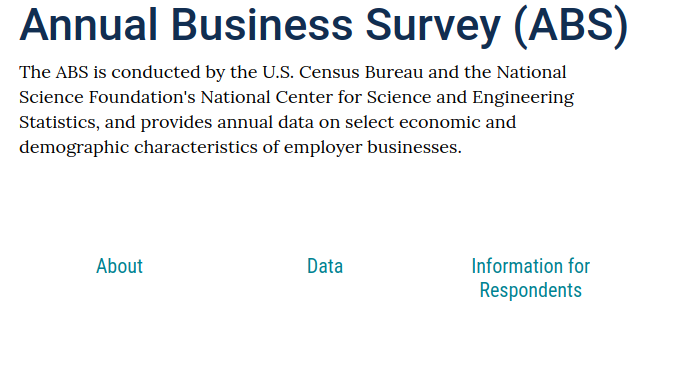 Annual Business Survey (ABS)
The ABS is conducted by the U.S. Census Bureau and the National
Science Foundation's National Center for Science and Engineering
Statistics, and provides annual data on select economic and
demographic characteristics of employer businesses.
About
Data
Information for
Respondents